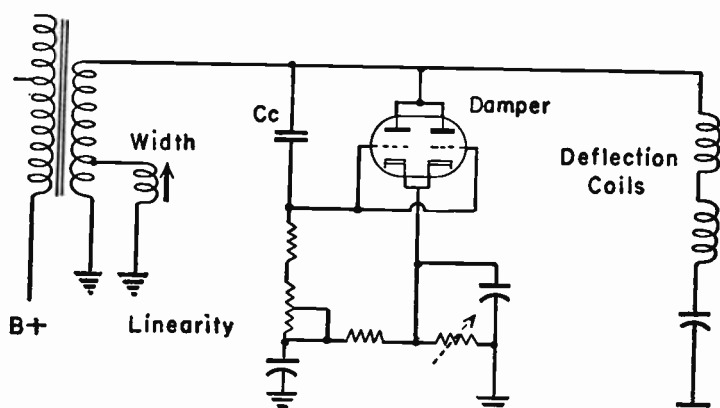 Cc
Damper
Width
Deflection
Coils
B+
Linearity